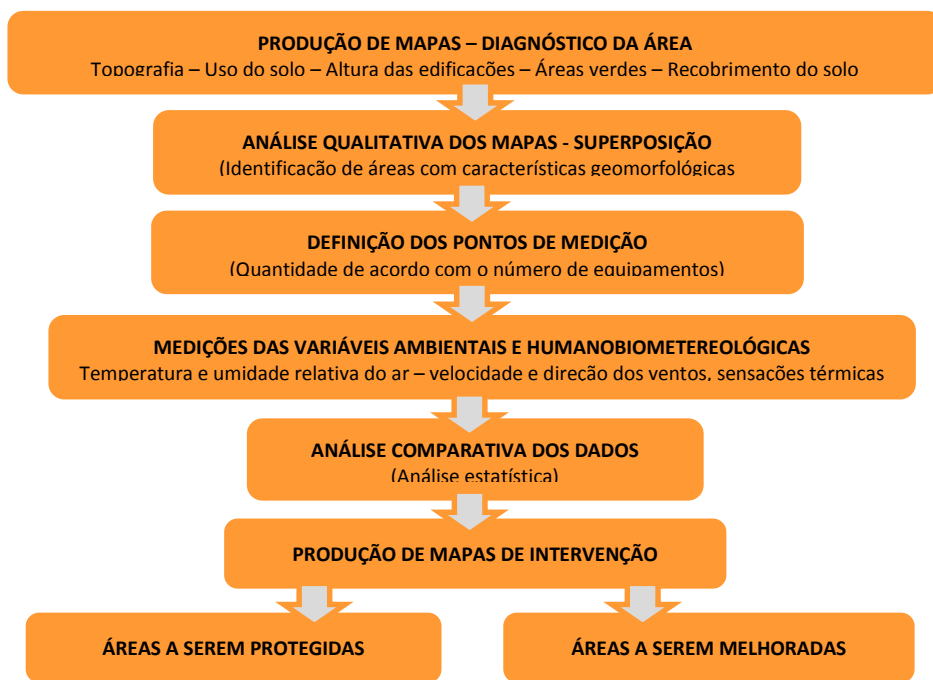 PRODUÇÃO DE MAPAS – DIAGNÓSTICO DA ÁREA
Topografia – Uso do solo – Altura das edificações – Áreas verdes – Recobrimento do solo
ANÁLISE QUALITATIVA DOS MAPAS - SUPERPOSIÇÃO
(Identificação de áreas com características geomorfológicas
DEFINIÇÃO DOS PONTOS DE MEDIÇÃO
(Quantidade de acordo com o número de equipamentos)
MEDIÇÕES DAS VARIÁVEIS AMBIENTAIS E HUMANOBIOMETEREOLÓGICAS
Temperatura e umidade relativa do ar – velocidade e direção dos ventos, sensações térmicas
ANÁLISE COMPARATIVA DOS DADOS
(Análise estatística)
PRODUÇÃO DE MAPAS DE INTERVENÇÃO
ÁREAS A SEREM PROTEGIDAS
ÁREAS A SEREM MELHORADAS